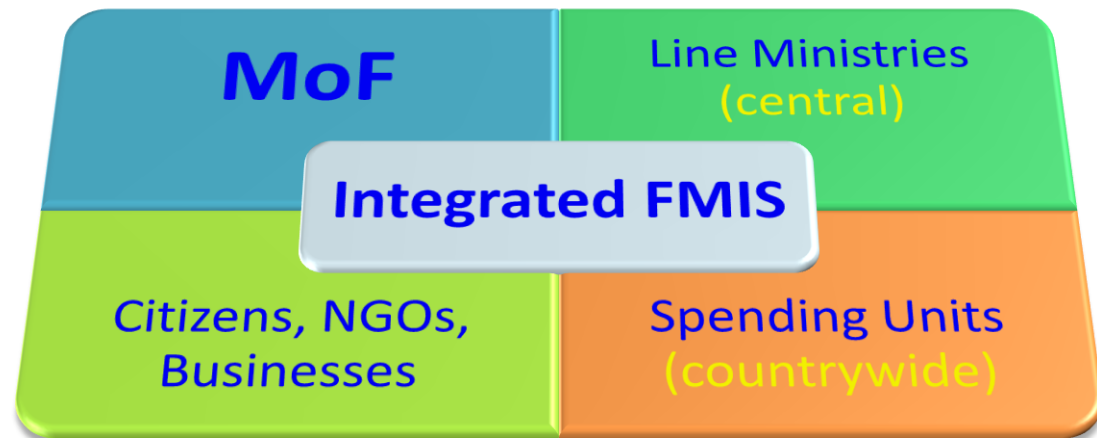 MoF
Line Ministries
(central)
Integrated FMIS
Citizens, NGOs,
Businesses
Spending Units
(countrywide)